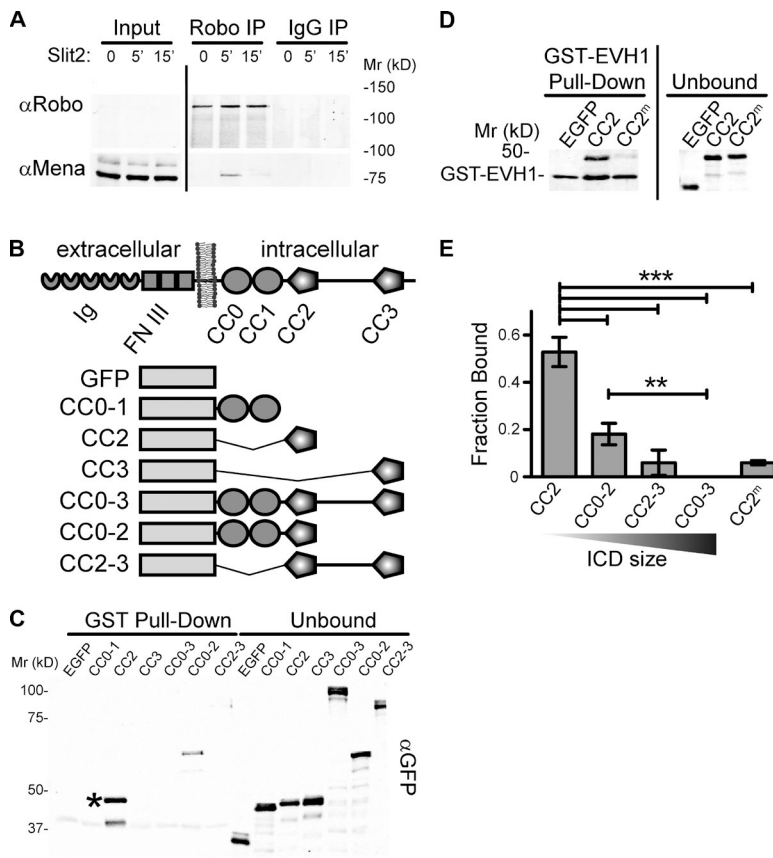 A
Input Robo IP IgG IP
Slit2: 0 5' 15' 0 5' 15' 0 5' 15'
Mr (kD)
αRobo
-150
-100
αMena
-100
-75
B
extracellular intracellular
Ig
FN III
CC0
CC1
CC2
CC3
GFP
CC0-1
CC2
CC3
CC0-3
CC0-2
CC2-3
C
GST Pull-Down Unbound
Mr (kD) EGFP CC0-1 CC2 CC3 CC0-3 CC0-2 CC2-3 EGFP CC0-1 CC2 CC3 CC0-3 CC0-2 CC2-3
100-
75-
50-
*
37-
αGFP
D
GST-EVH1
Pull-Down Unbound
Mr (kD) EGFP CC2 CC2ᵐ EGFP CC2 CC2ᵐ
50-
GST-EVH1-
E
***
**
Fraction Bound
0.6
0.4
0.2
0
CC2 CC0-2 CC2-3 CC0-3 CC2ᵐ
ICD size